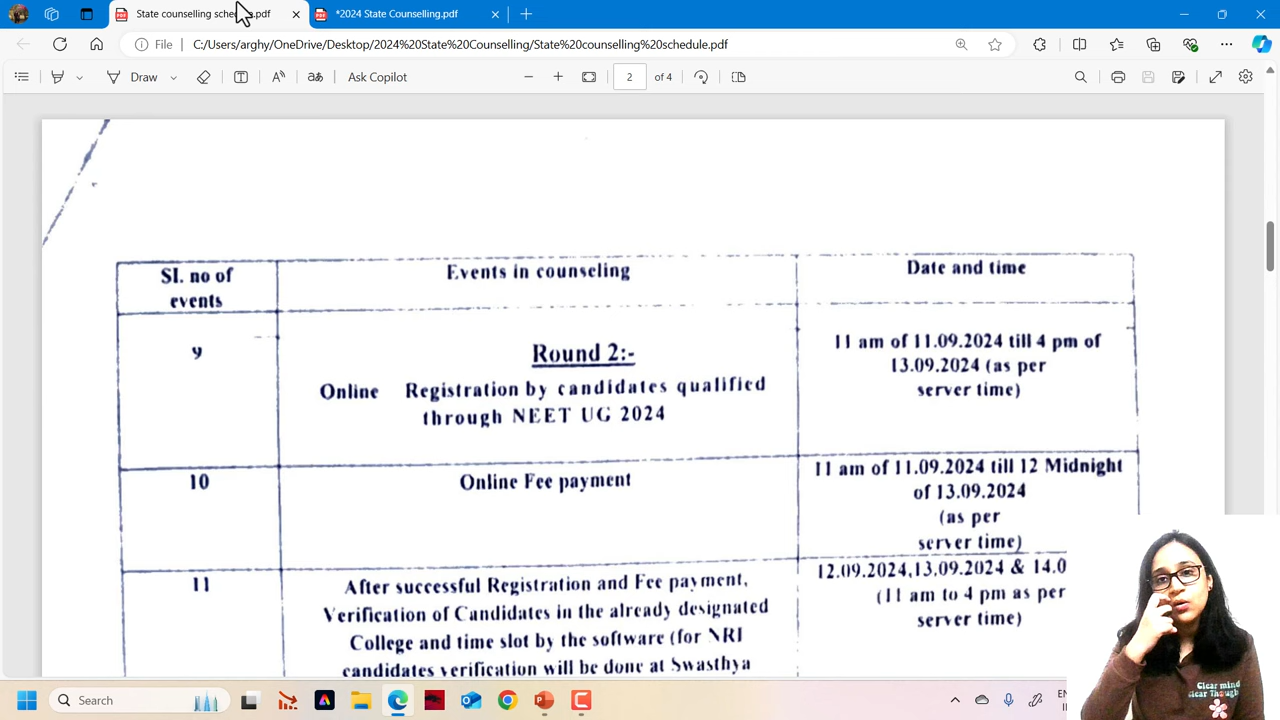 State counselling sche
.pdf
*2024 State Counselling.pdf
File
C:/Users/arghy/OneDrive/Desktop/2024%20State%20Counselling/State%20counselling%20schedule.pdf
Draw
Ask Copilot
2
of 4
Sl. no of
events
Events in counseling
Date and time
9
Round 2:-
Online Registration by candidates qualified
through NEET UG 2024
11 am of 11.09.2024 till 4 pm of
13.09.2024 (as per
server time)
10
Online Fee payment
11 am of 11.09.2024 till 12 Midnight
of 13.09.2024
(as per
server time)
11
After successful Registration and Fee payment,
Verification of Candidates in the already designated
College and time slot by the software (for NRI
candidates verification will be done at Swasthya
12.09.2024,13.09.2024 & 14.0
(11 am to 4 pm as per
server time)
Clear mind
Clear Though
Search